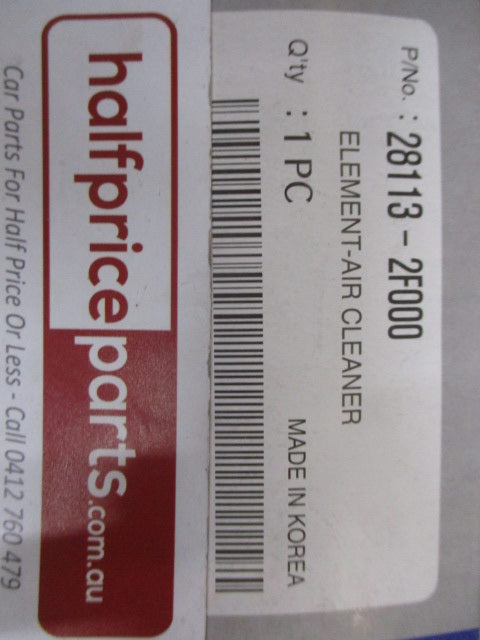 P/No. : 28113 - 2F000
ELEMENT-AIR CLEANER
Q'ty : 1 PC MADE IN KOREA
halfpriceparts.com.au
Car Parts For Half Price Or Less - Call 0412 760 479